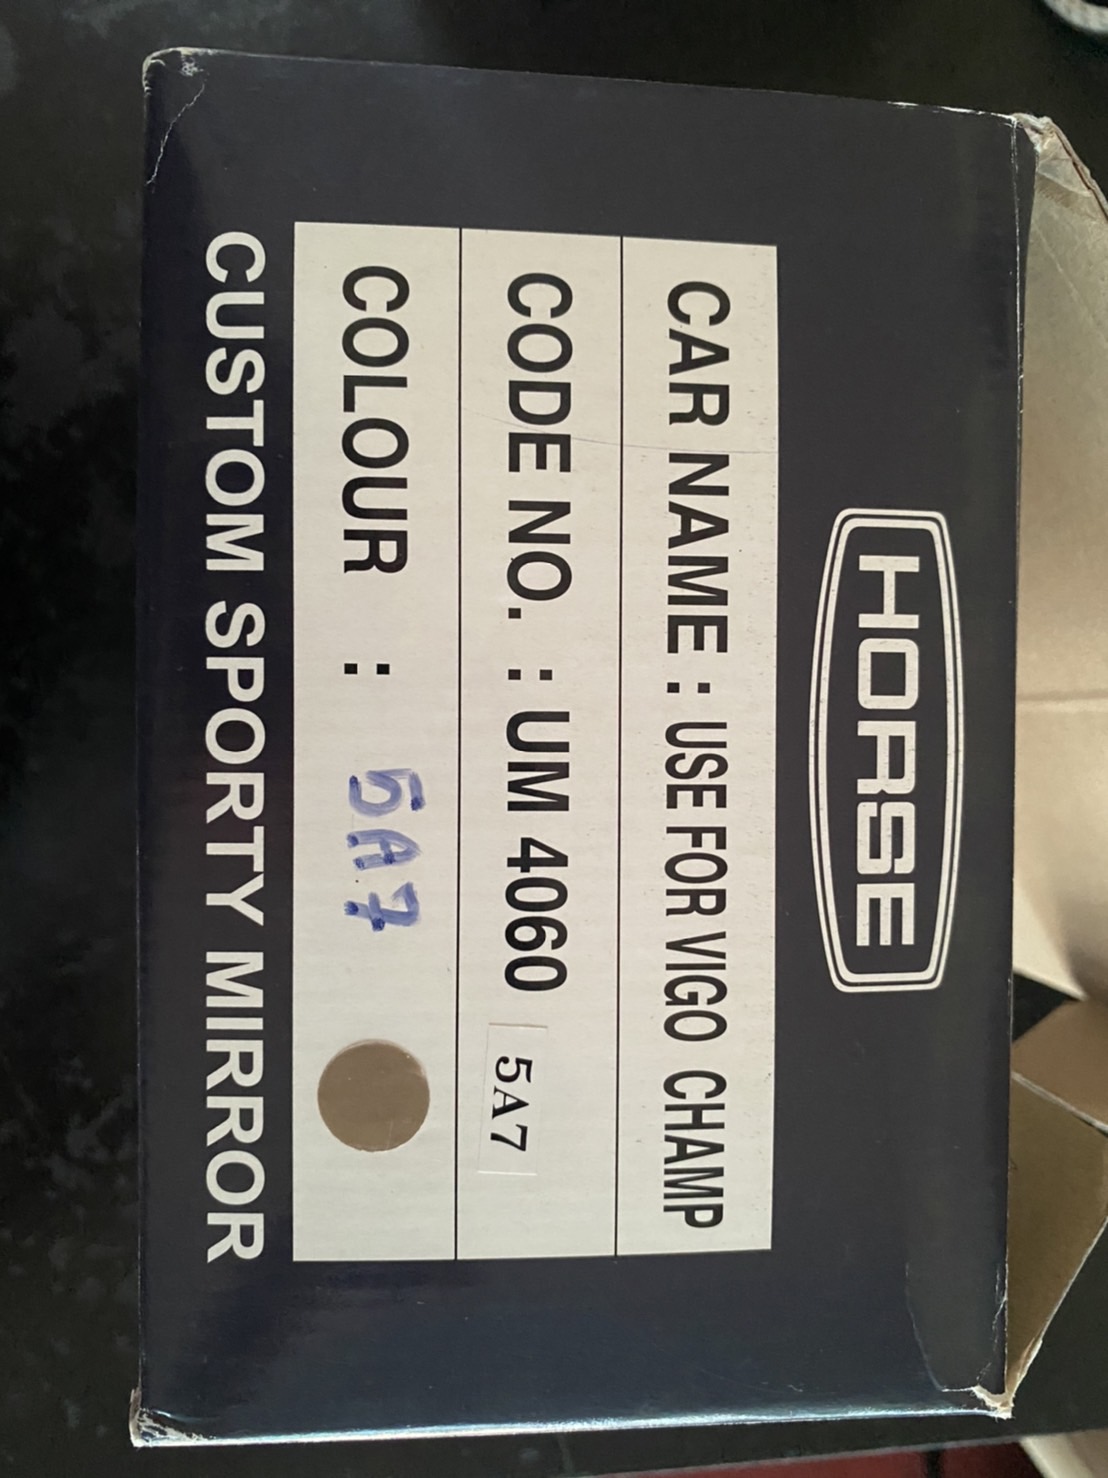 HORSE
CAR NAME : USE FOR VIGO CHAMP
CODE NO. : UM 4060 5A7
COLOUR : 5A7
CUSTOM SPORTY MIRROR